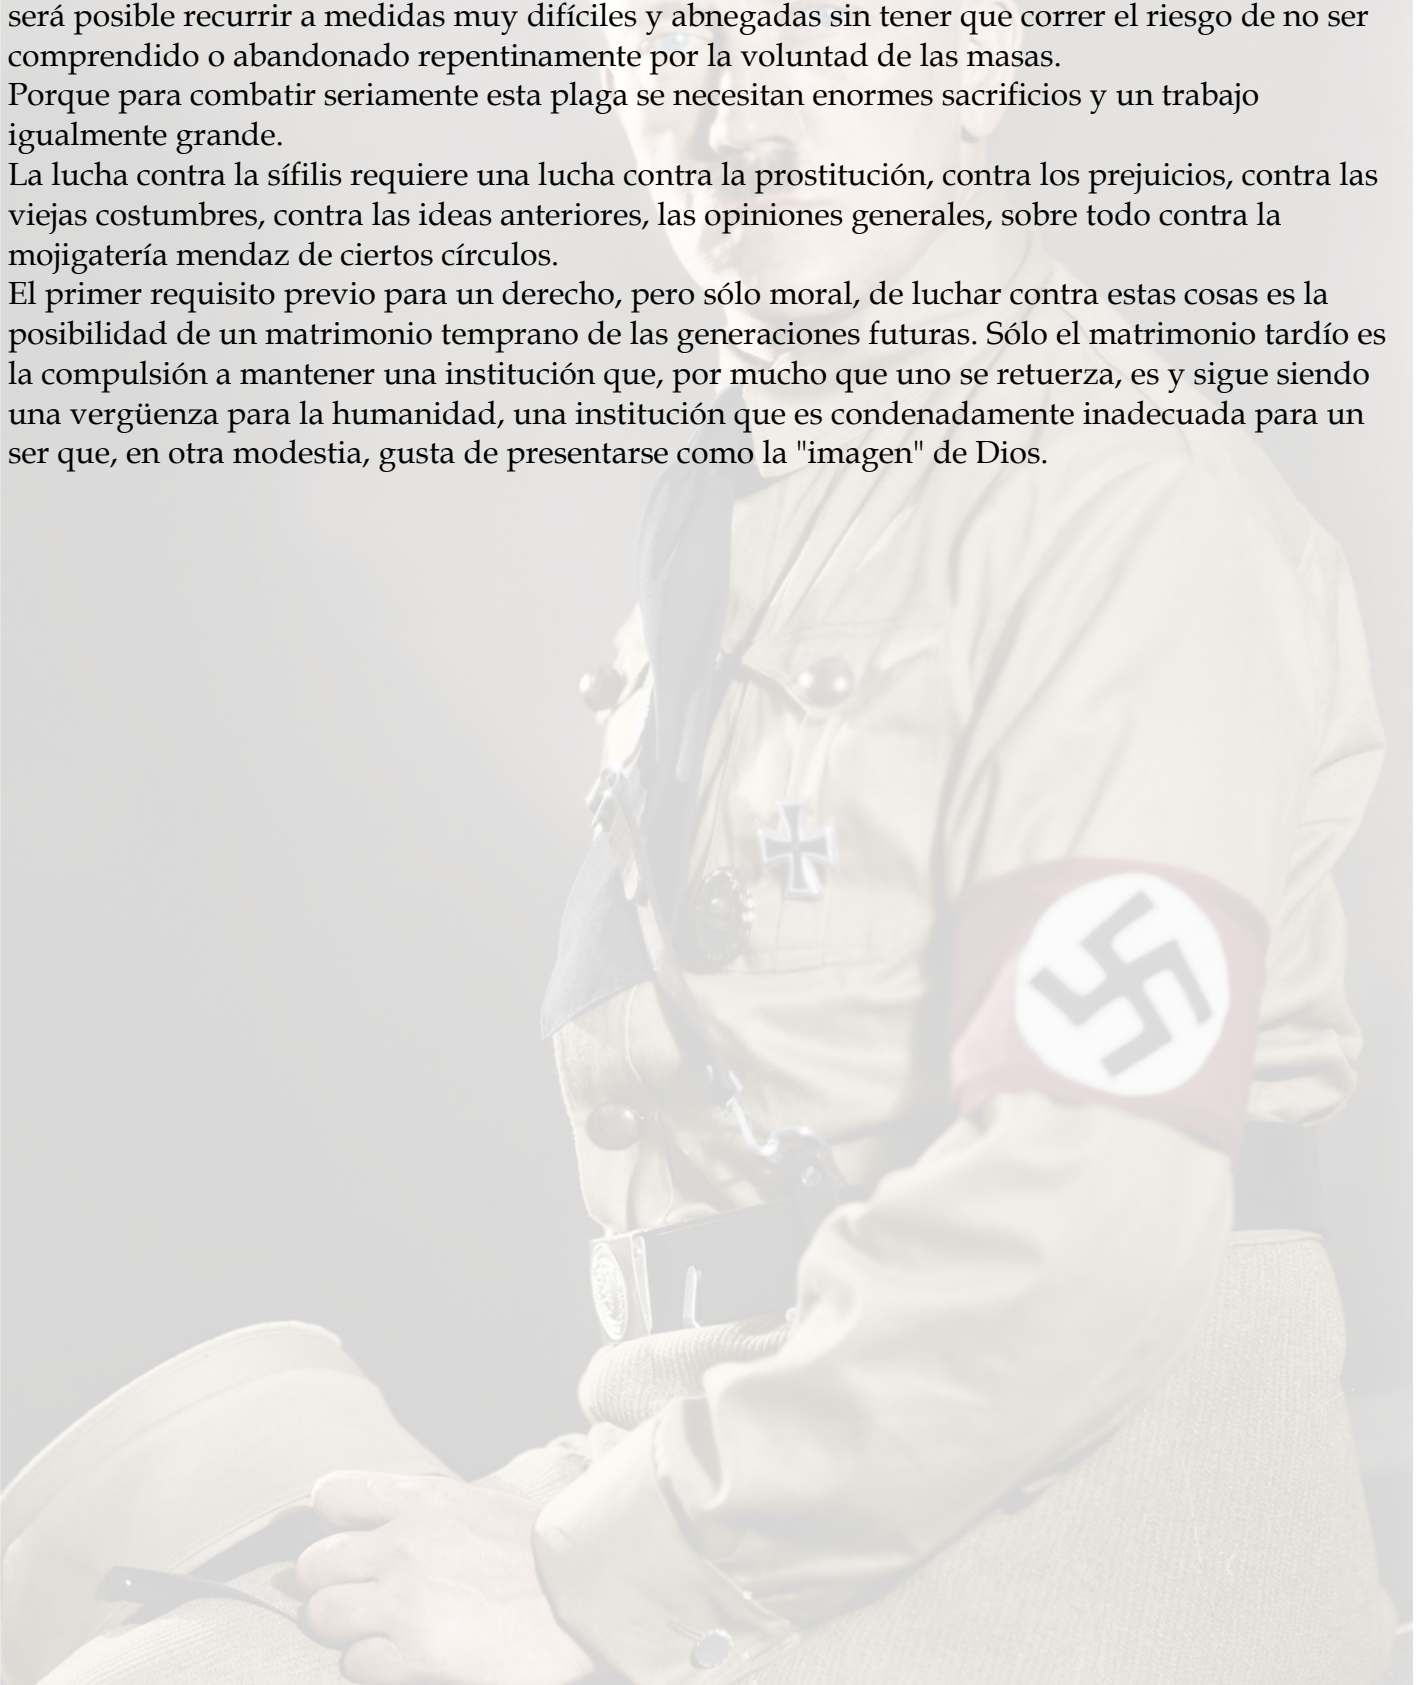 será posible recurrir a medidas muy difíciles y abnegadas sin tener que correr el riesgo de no ser
comprendido o abandonado repentinamente por la voluntad de las masas.
Porque para combatir seriamente esta plaga se necesitan enormes sacrificios y un trabajo
igualmente grande.
La lucha contra la sífilis requiere una lucha contra la prostitución, contra los prejuicios, contra las
viejas costumbres, contra las ideas anteriores, las opiniones generales, sobre todo contra la
mojigatería mendaz de ciertos círculos.
El primer requisito previo para un derecho, pero sólo moral, de luchar contra estas cosas es la
posibilidad de un matrimonio temprano de las generaciones futuras. Sólo el matrimonio tardío es
la compulsión a mantener una institución que, por mucho que uno se retuerza, es y sigue siendo
una vergüenza para la humanidad, una institución que es condenadamente inadecuada para un
ser que, en otra modestia, gusta de presentarse como la "imagen" de Dios.